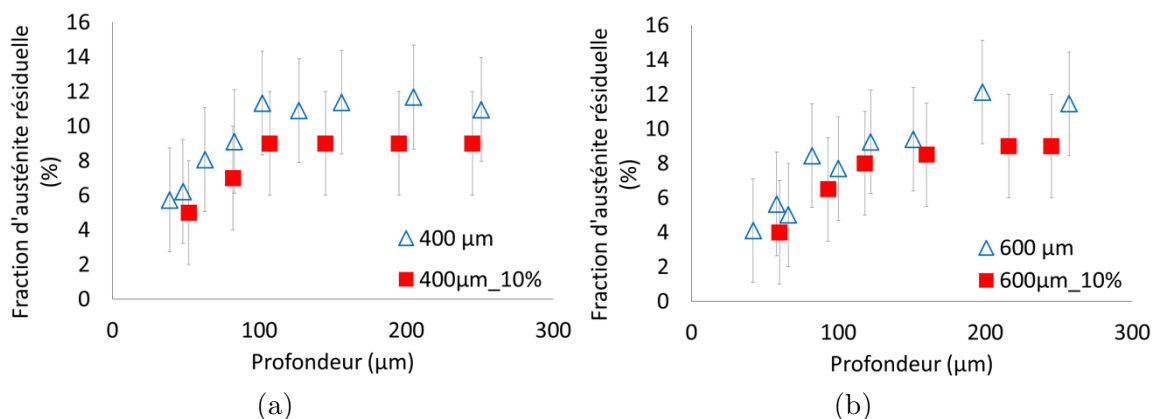 Fraction d'austénite résiduelle
(%)
16
14
12
10
8
6
4
2
0
0
100
200
300
Profondeur (µm)
400 µm
400µm_10%
(a)
Fraction d'austénite résiduelle
(%)
16
14
12
10
8
6
4
2
0
0
100
200
300
Profondeur (µm)
600 µm
600µm_10%
(b)